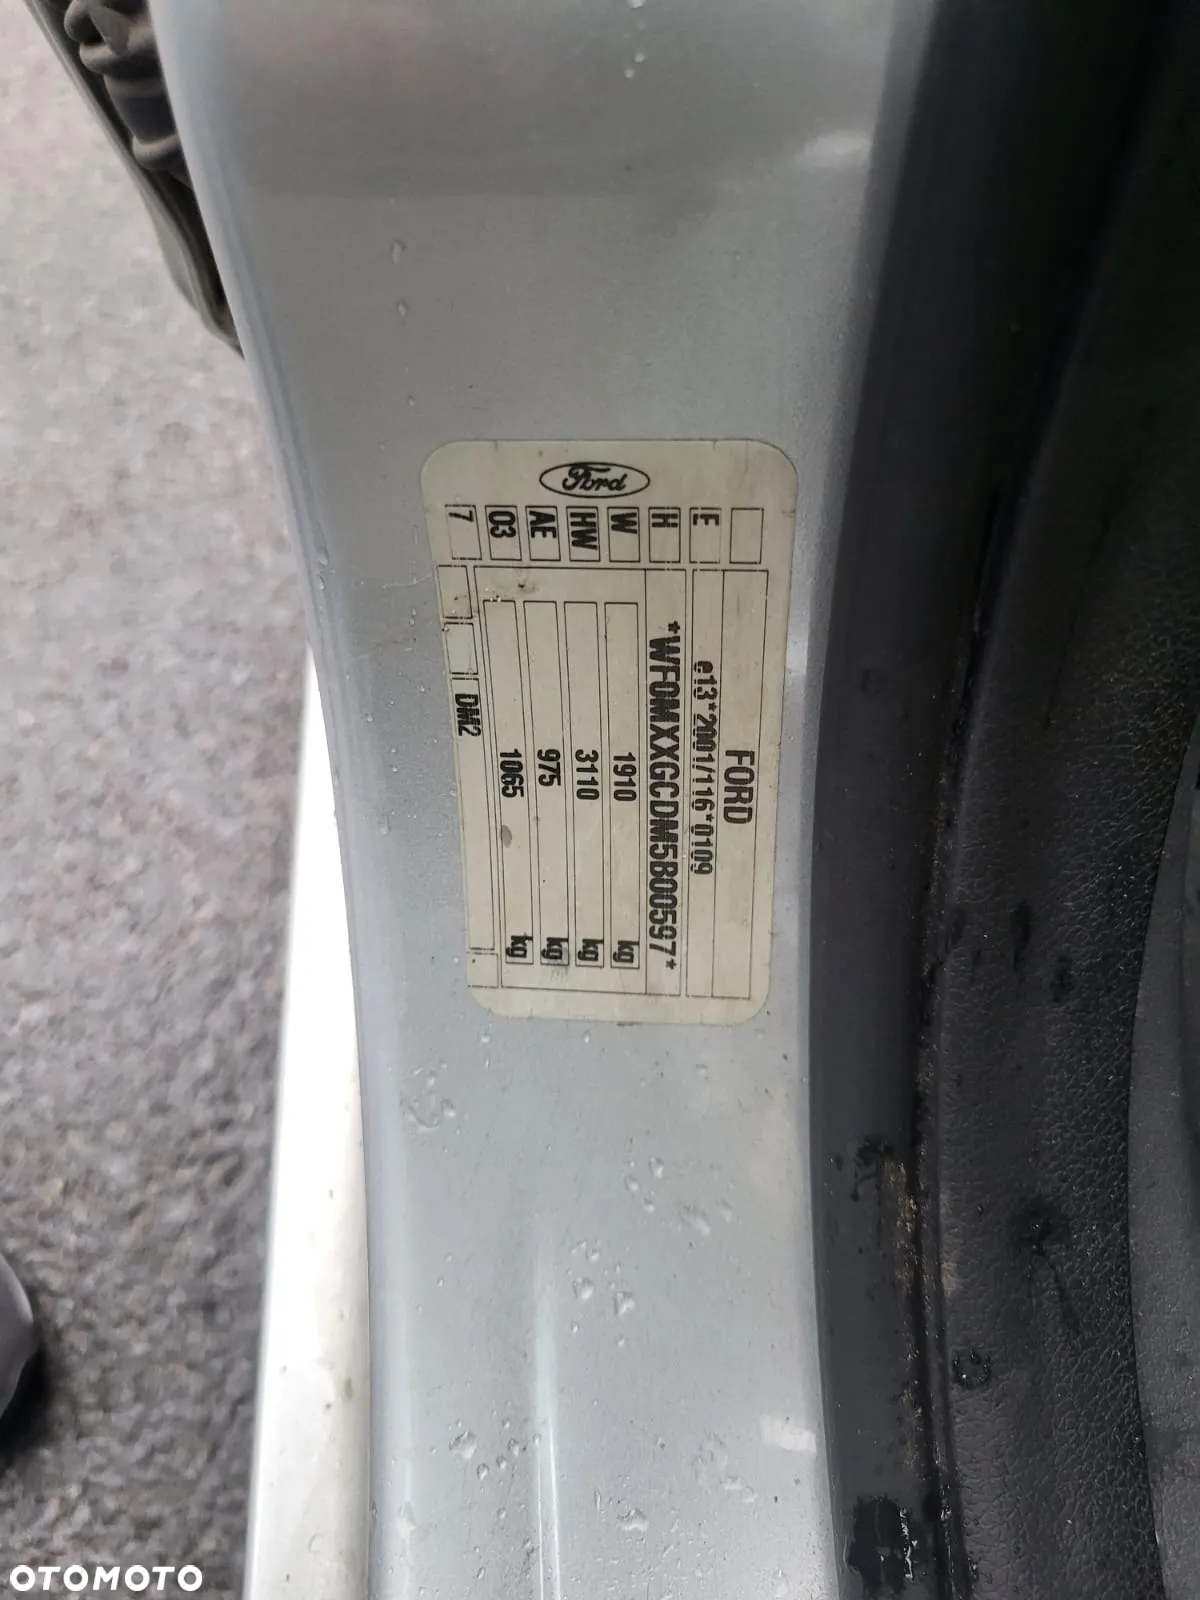 Ford
FORD
E
e13*2001/116*0109
H
*WF0MXXGCDM5B00597*
W
1910 kg
HW
3110 kg
AE
975 kg
03
1065 kg
7
DM2
OTOMOTO